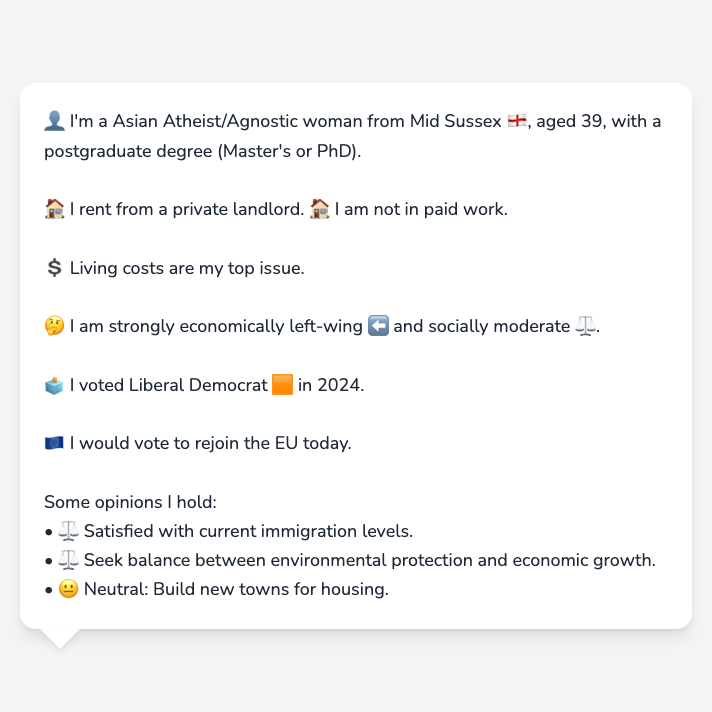 👤 I'm a Asian Atheist/Agnostic woman from Mid Sussex 🏴󠁧󠁢󠁥󠁮󠁧󠁿, aged 39, with a
postgraduate degree (Master's or PhD).
🏠 I rent from a private landlord. 🏠 I am not in paid work.
💲 Living costs are my top issue.
🤔 I am strongly economically left-wing ⬅️ and socially moderate ⚖️.
🗳️ I voted Liberal Democrat 🟧 in 2024.
🇪🇺 I would vote to rejoin the EU today.
Some opinions I hold:
• ⚖️ Satisfied with current immigration levels.
• ⚖️ Seek balance between environmental protection and economic growth.
• 😐 Neutral: Build new towns for housing.